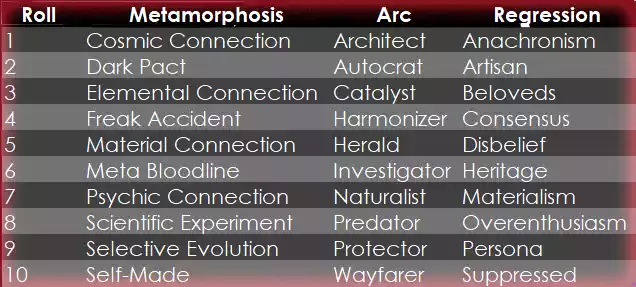 Roll Metamorphosis Arc Regression
1 Cosmic Connection Architect Anachronism
2 Dark Pact Autocrat Artisan
3 Elemental Connection Catalyst Beloveds
4 Freak Accident Harmonizer Consensus
5 Material Connection Herald Disbelief
6 Meta Bloodline Investigator Heritage
7 Psychic Connection Naturalist Materialism
8 Scientific Experiment Predator Overenthusiasm
9 Selective Evolution Protector Persona
10 Self-Made Wayfarer Suppressed